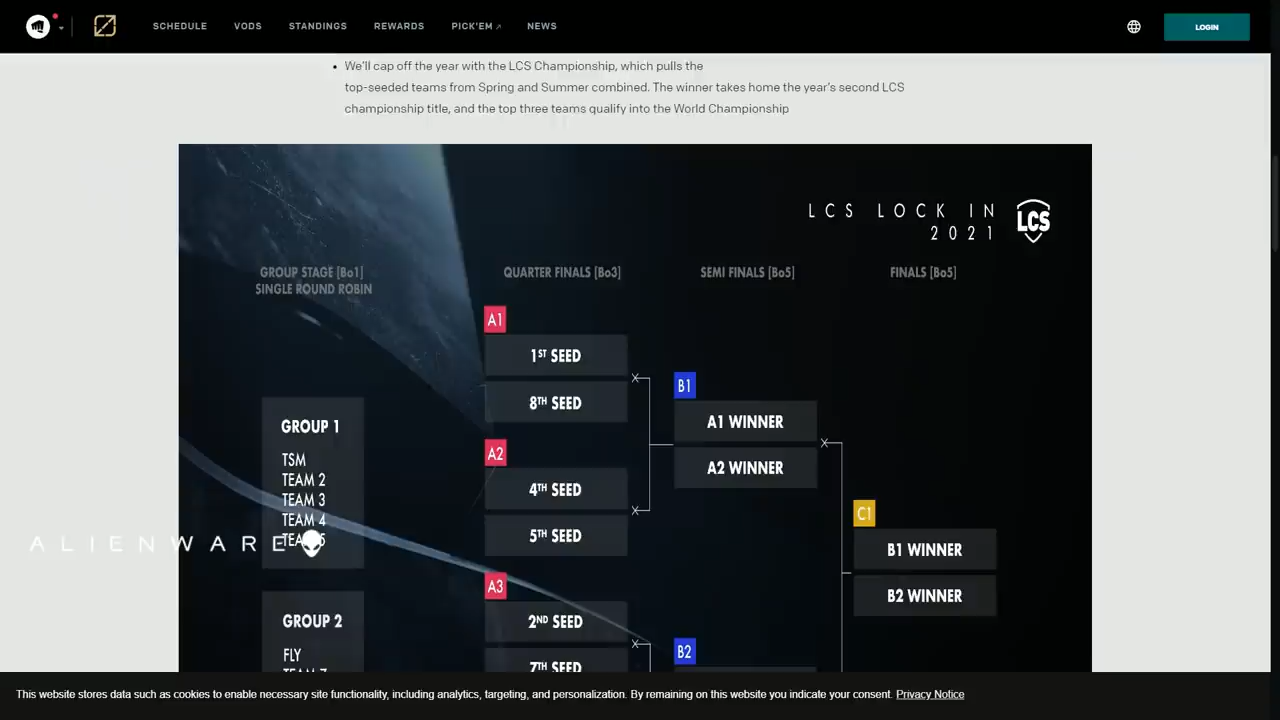 SCHEDULE VODS STANDINGS REWARDS PICK'EM NEWS LOGIN
We'll cap off the year with the LCS Championship, which pulls the
top-seeded teams from Spring and Summer combined. The winner takes home the year's second LCS
championship title, and the top three teams qualify into the World Championship
LCS LOCK IN
2021
LCS
GROUP STAGE [Bo1]
SINGLE ROUND ROBIN
QUARTER FINALS [Bo3]
SEMI FINALS [Bo5]
FINALS [Bo5]
GROUP 1
TSM
TEAM 2
TEAM 3
TEAM 4
GROUP 2
FLY
A1
1ST SEED
8TH SEED
A2
4TH SEED
5TH SEED
A3
2ND SEED
7TH SEED
B1
A1 WINNER
A2 WINNER
B2
C1
B1 WINNER
B2 WINNER
ALIENWARE
This website stores data such as cookies to enable necessary site functionality, including analytics, targeting, and personalization. By remaining on this website you indicate your consent. Privacy Notice